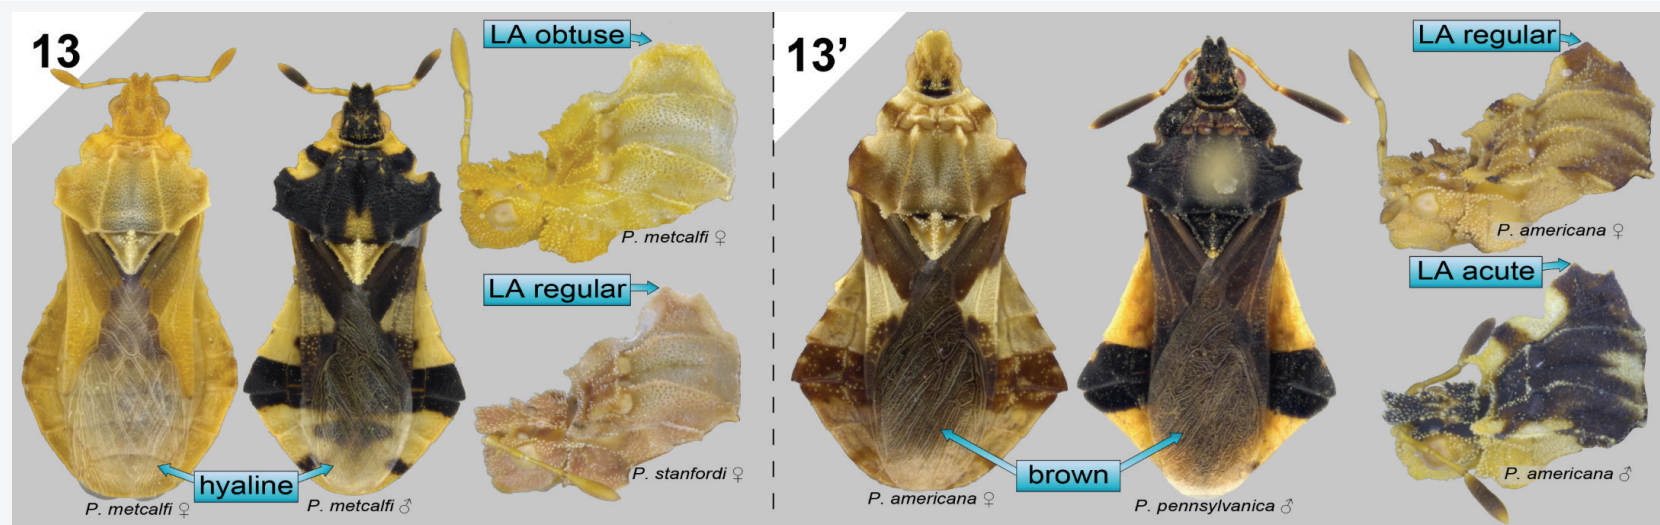 13
LA obtuse
P. metcalfi ♀
LA regular
P. stanfordi ♀
hyaline
P. metcalfi ♀
P. metcalfi ♂
13’
LA regular
P. americana ♀
LA acute
P. americana ♂
brown
P. americana ♀
P. pennsylvanica ♂